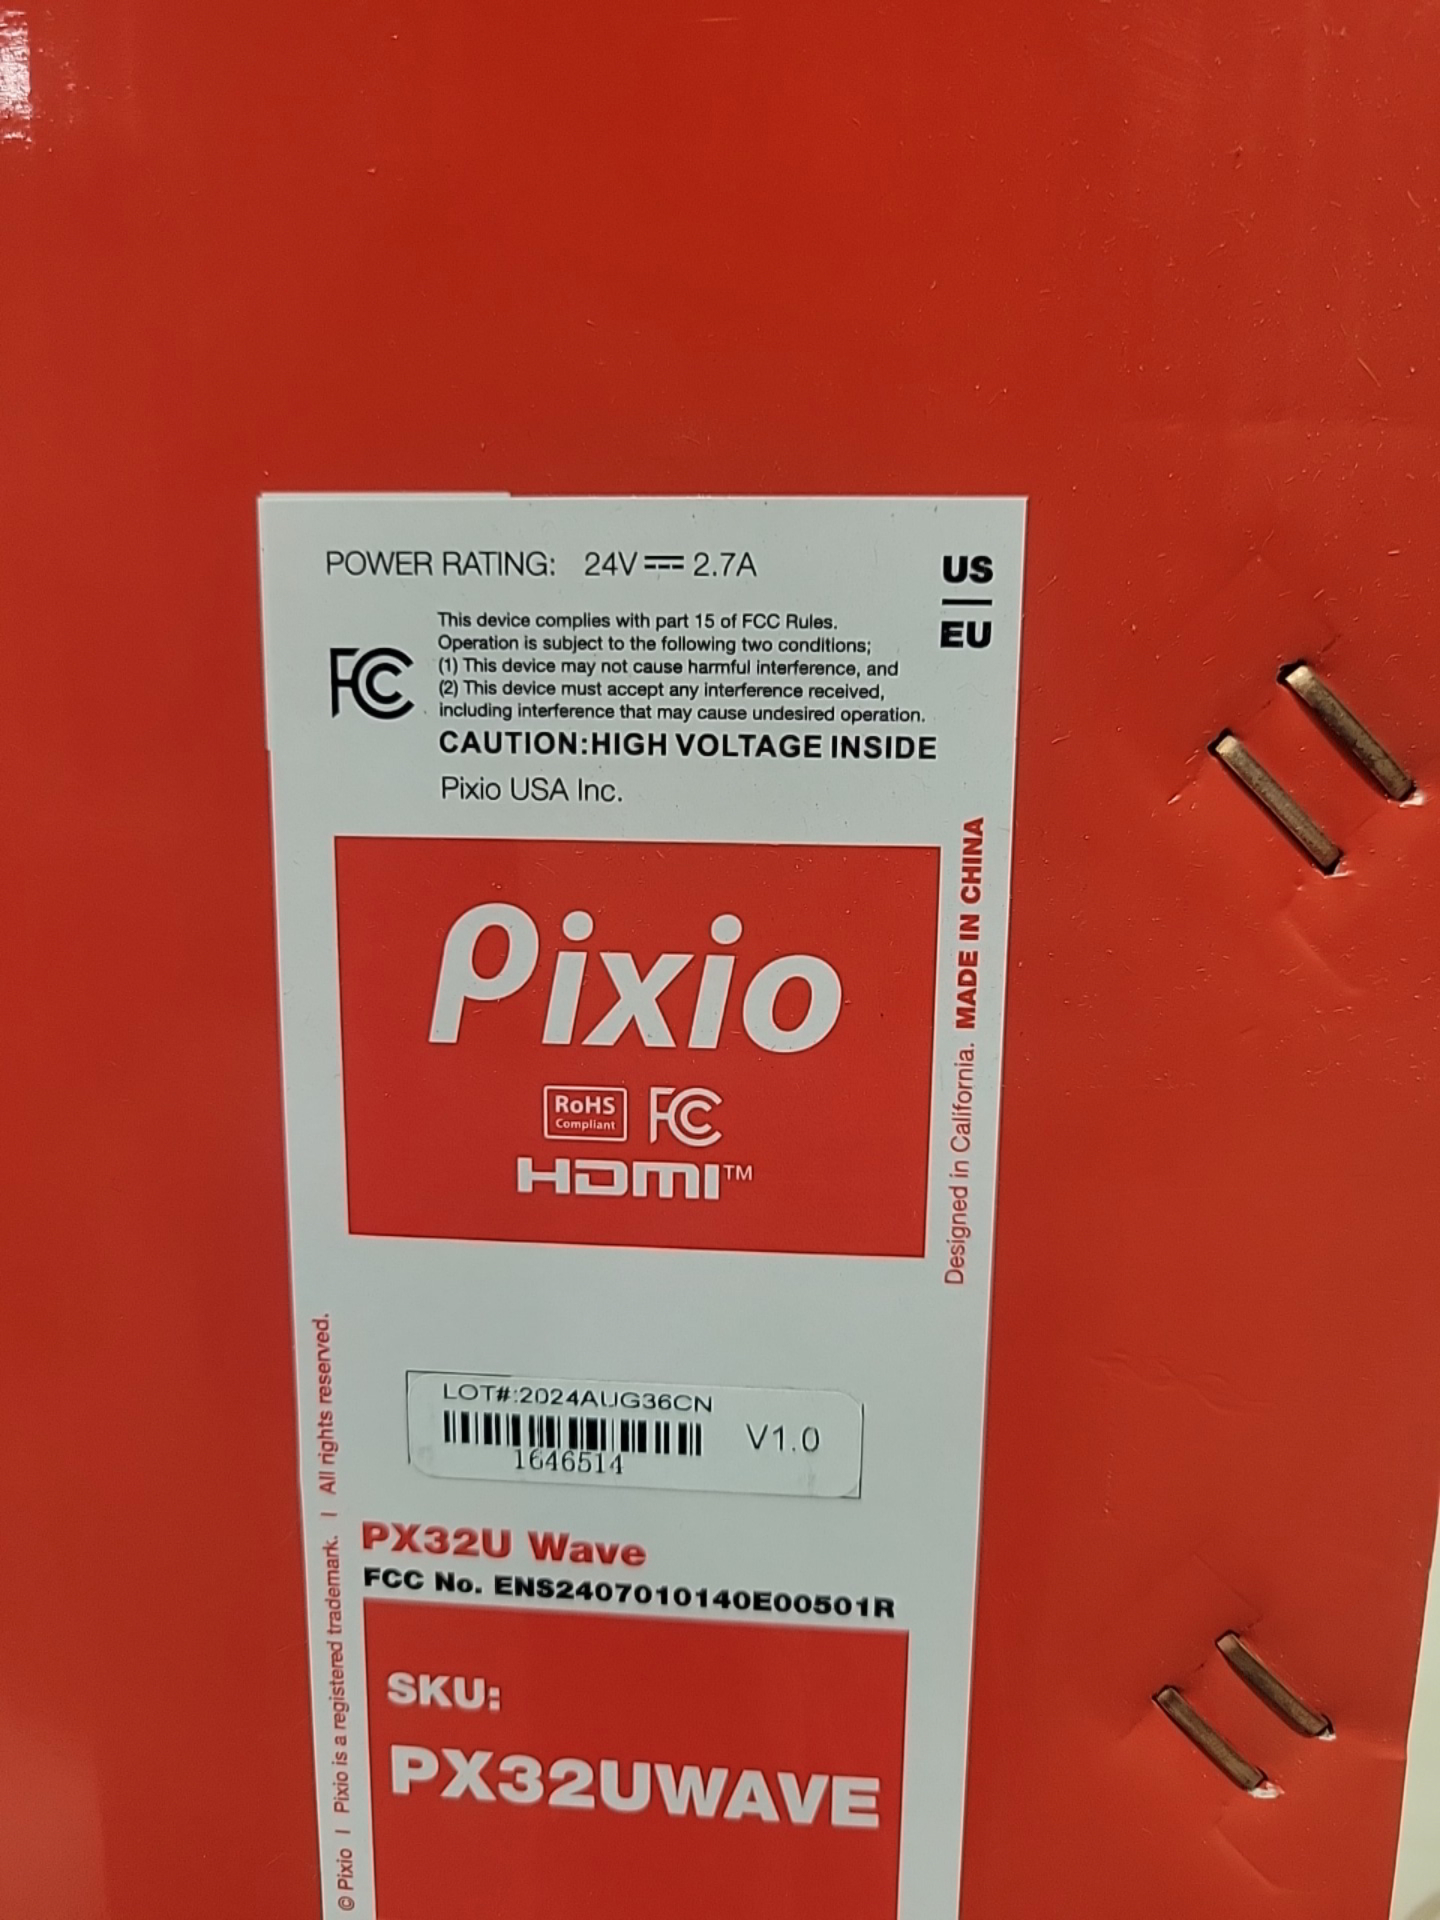 POWER RATING: 24V⎓2.7A
US
EU
FC
This device complies with part 15 of FCC Rules.
Operation is subject to the following two conditions;
(1) This device may not cause harmful interference, and
(2) This device must accept any interference received,
including interference that may cause undesired operation.
CAUTION:HIGH VOLTAGE INSIDE
Pixio USA Inc.
Pixio
RoHS
Compliant
FC
HDMI™
Designed in California. MADE IN CHINA
LOT#:2024AUG36CN
V1.0
1646514
PX32U Wave
FCC No. ENS2407010140E00501R
SKU:
PX32UWAVE
© Pixio I Pixio is a registered trademark. I All rights reserved.